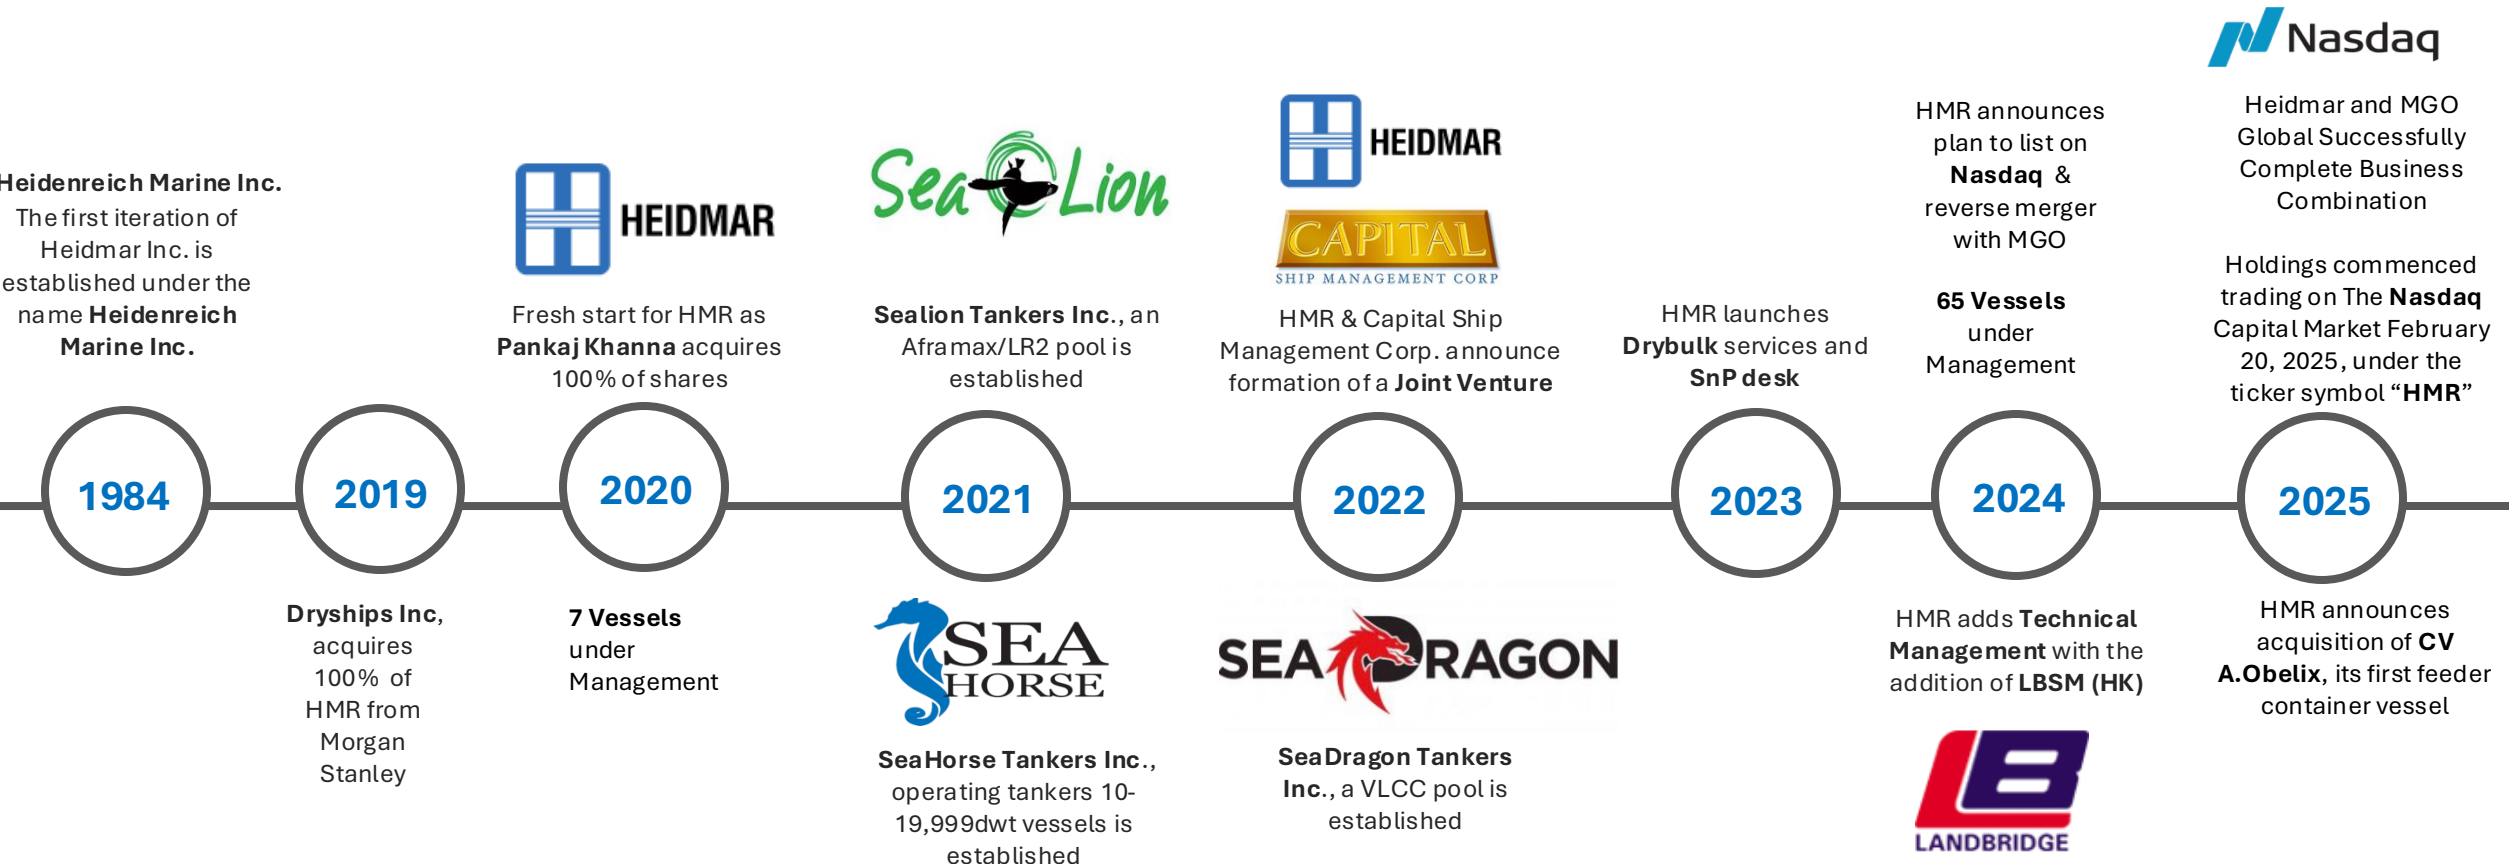 Heidenreich Marine Inc.
The first iteration of
Heidmar Inc. is
established under the
name Heidenreich
Marine Inc.
1984
2019
Dryships Inc,
acquires
100% of
HMR from
Morgan
Stanley
HEIDMAR
Fresh start for HMR as
Pankaj Khanna acquires
100% of shares
2020
7 Vessels
under
Management
Sea Lion
Sealion Tankers Inc., an
Aframax/LR2 pool is
established
2021
SEA
HORSE
SeaHorse Tankers Inc.,
operating tankers 10-
19,999dwt vessels is
established
HEIDMAR
CAPITAL
SHIP MANAGEMENT CORP
HMR & Capital Ship
Management Corp. announce
formation of a Joint Venture
2022
SEADRAGON
SeaDragon Tankers
Inc., a VLCC pool is
established
HMR launches
Drybulk services and
SnP desk
2023
HMR announces
plan to list on
Nasdaq &
reverse merger
with MGO
65 Vessels
under
Management
2024
HMR adds Technical
Management with the
addition of LBSM (HK)
LB
LANDBRIDGE
Nasdaq
Heidmar and MGO
Global Successfully
Complete Business
Combination
Holdings commenced
trading on The Nasdaq
Capital Market February
20, 2025, under the
ticker symbol “HMR”
2025
HMR announces
acquisition of CV
A.Obelix, its first feeder
container vessel